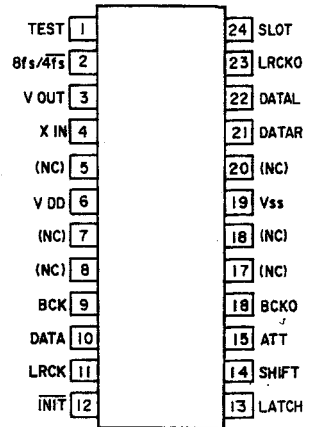 TEST 1 24 SLOT
8fs/4fs 2 23 LRCKO
V OUT 3 22 DATAL
X IN 4 21 DATAR
(NC) 5 20 (NC)
V DD 6 19 Vss
(NC) 7 18 (NC)
(NC) 8 17 (NC)
BCK 9 18 BCKO
DATA 10 15 ATT
LRCK 11 14 SHIFT
INIT 12 13 LATCH